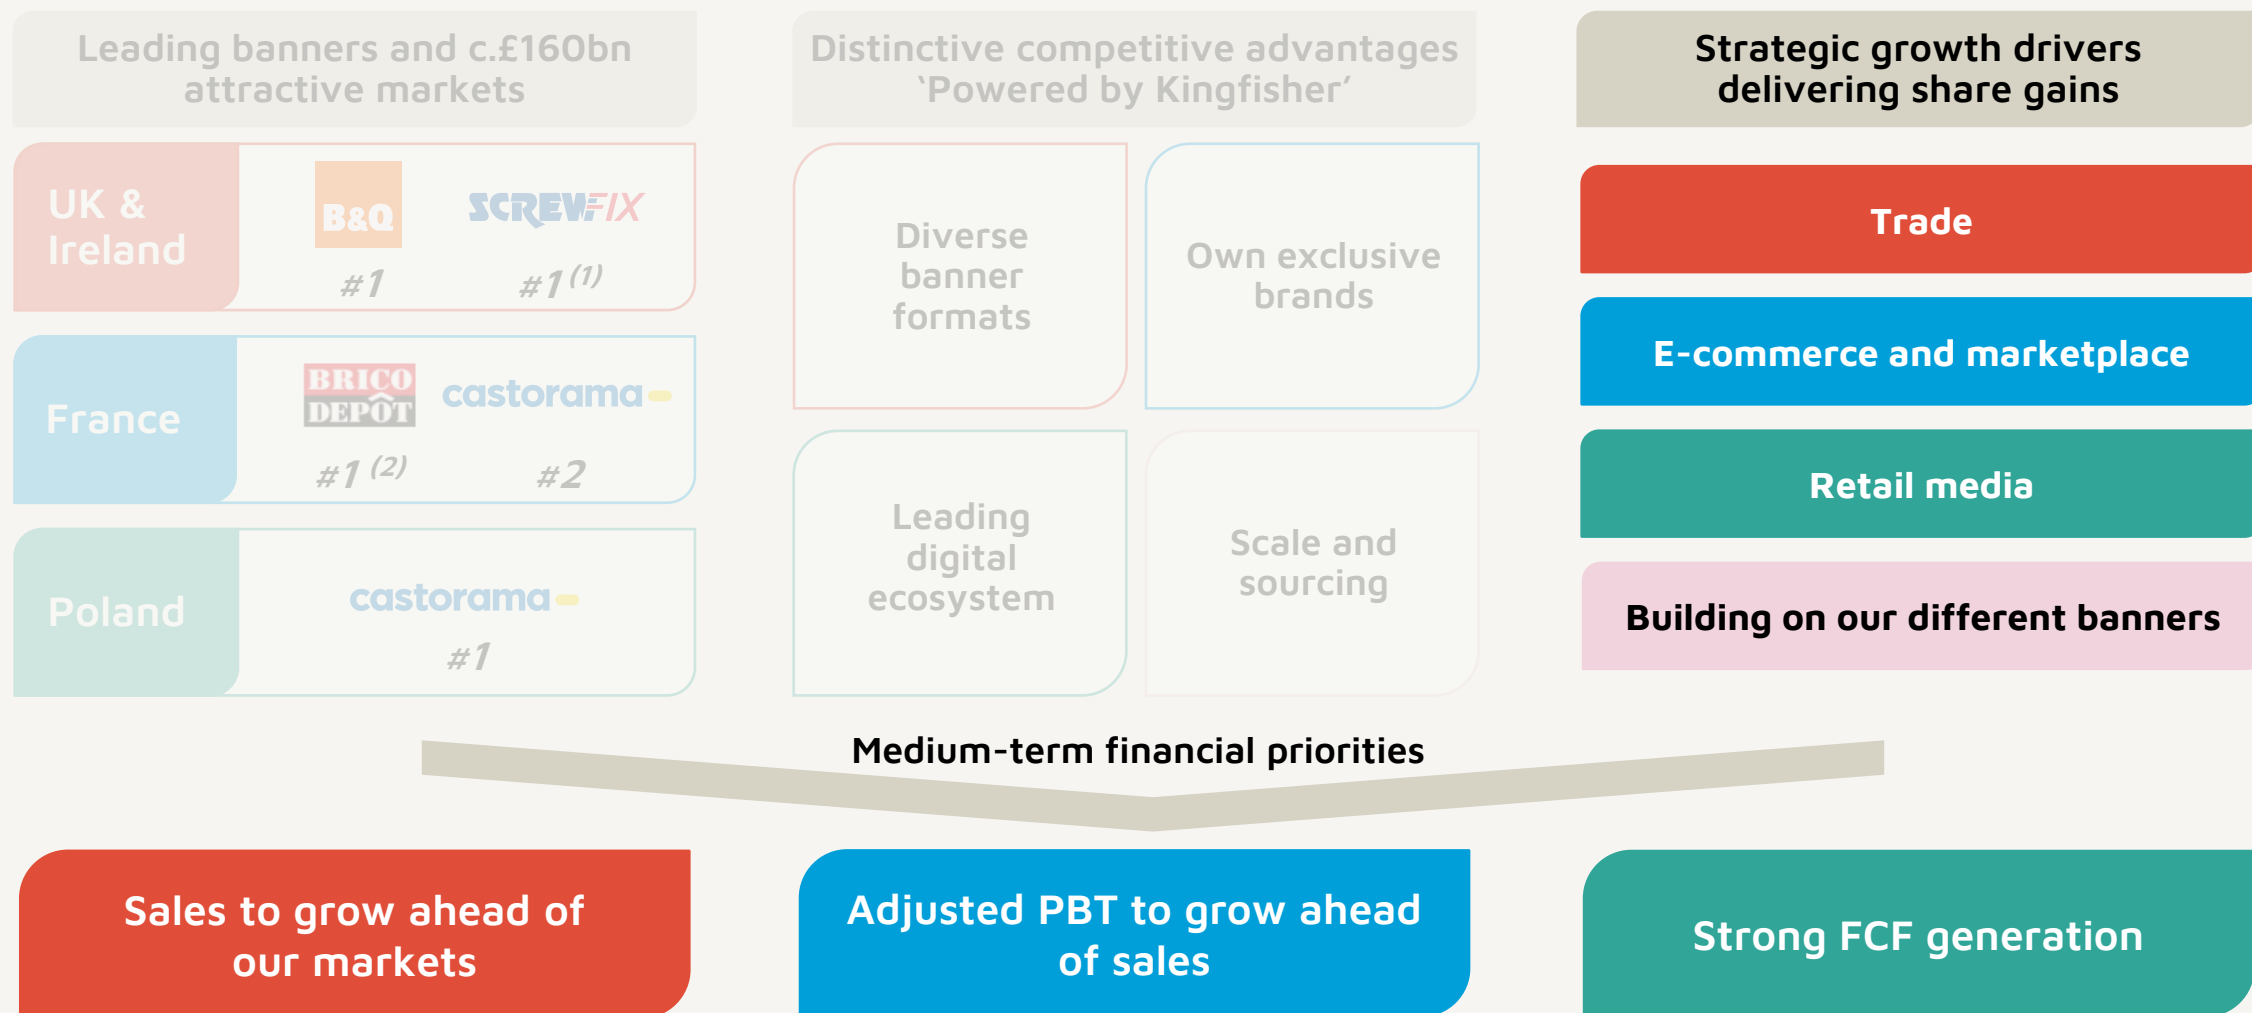 Leading banners and c.£160bn
attractive markets
UK &
Ireland
B&Q
SCREWFIX
#1
#1 (1)
France
BRICO
DEPÔT
castorama
#1 (2)
#2
Poland
castorama
#1
Distinctive competitive advantages
‘Powered by Kingfisher’
Diverse
banner
formats
Own exclusive
brands
Leading
digital
ecosystem
Scale and
sourcing
Strategic growth drivers
delivering share gains
Trade
E-commerce and marketplace
Retail media
Building on our different banners
Medium-term financial priorities
Sales to grow ahead of
our markets
Adjusted PBT to grow ahead
of sales
Strong FCF generation